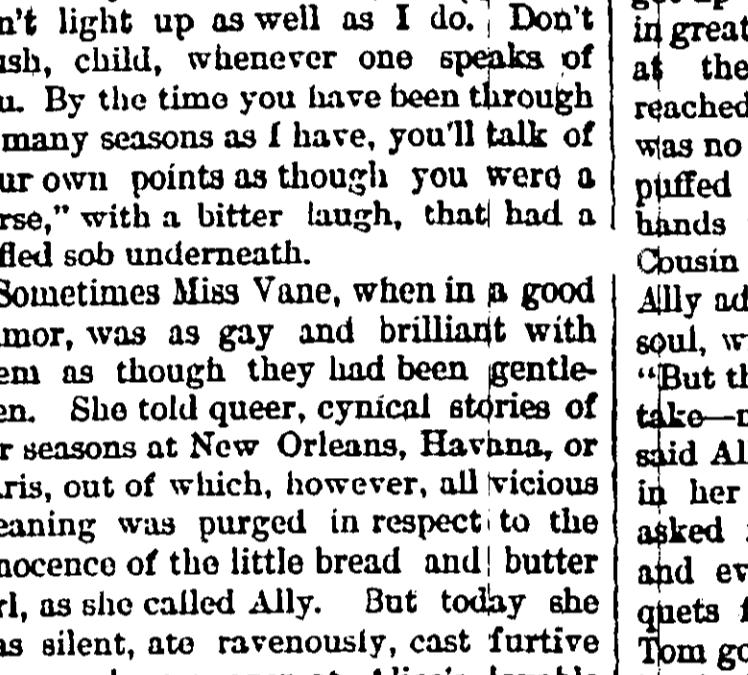 n't light up as well as I do. Don't
ush, child, whenever one speaks of
u. By the time you have been through
many seasons as I have, you'll talk of
ur own points as though you were a
rse," with a bitter laugh, that had a
fled sob underneath.
Sometimes Miss Vane, when in a good
mor, was as gay and brilliant with
em as though they had been gentle-
en. She told queer, cynical stories of
r seasons at New Orleans, Havana, or
ris, out of which, however, all vicious
eaning was purged in respect to the
nocence of the little bread and butter
rl, as she called Ally. But today she
as silent, ate ravenously, cast furtive
in great
at the
reached
was no
puffed
hands
Cousin
Ally ad
soul, w
"But th
take—n
said Al
in her
asked
and ev
quets f
Tom go